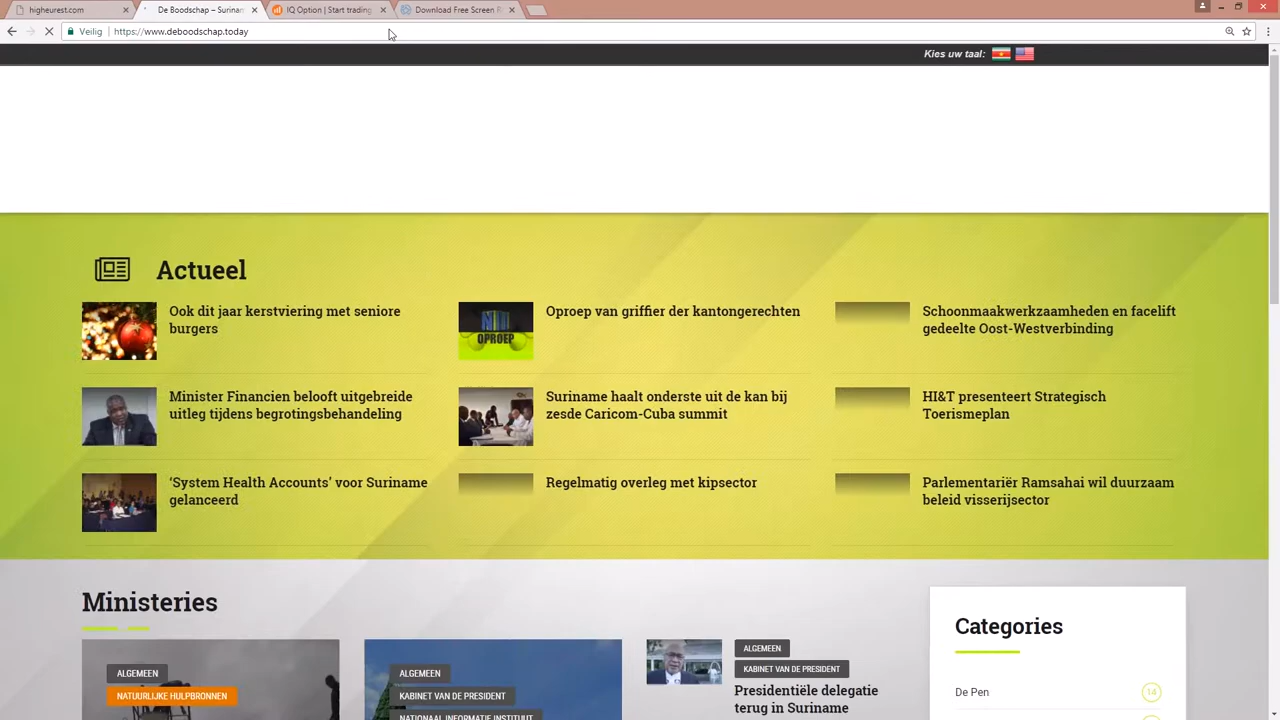 higheurest.com
De Boodschap – Surinam
IQ Option | Start trading
Download Free Screen R
Veilig
https://www.deboodschap.today
Kies uw taal:
Actueel
Ook dit jaar kerstviering met seniore
burgers
Oproep van griffier der kantongerechten
Schoonmaakwerkzaamheden en facelift
gedeelte Oost-Westverbinding
OPROEP
Minister Financien belooft uitgebreide
uitleg tijdens begrotingsbehandeling
Suriname haalt onderste uit de kan bij
zesde Caricom-Cuba summit
HI&T presenteert Strategisch
Toerismeplan
‘System Health Accounts’ voor Suriname
gelanceerd
Regelmatig overleg met kipsector
Parlementariër Ramsahai wil duurzaam
beleid visserijsector
Ministeries
ALGEMEEN
NATUURLIJKE HULPBRONNEN
ALGEMEEN
KABINET VAN DE PRESIDENT
NATIONAAL INFORMATIE INSTITUUT
ALGEMEEN
KABINET VAN DE PRESIDENT
Presidentiële delegatie
terug in Suriname
Categories
De Pen
14